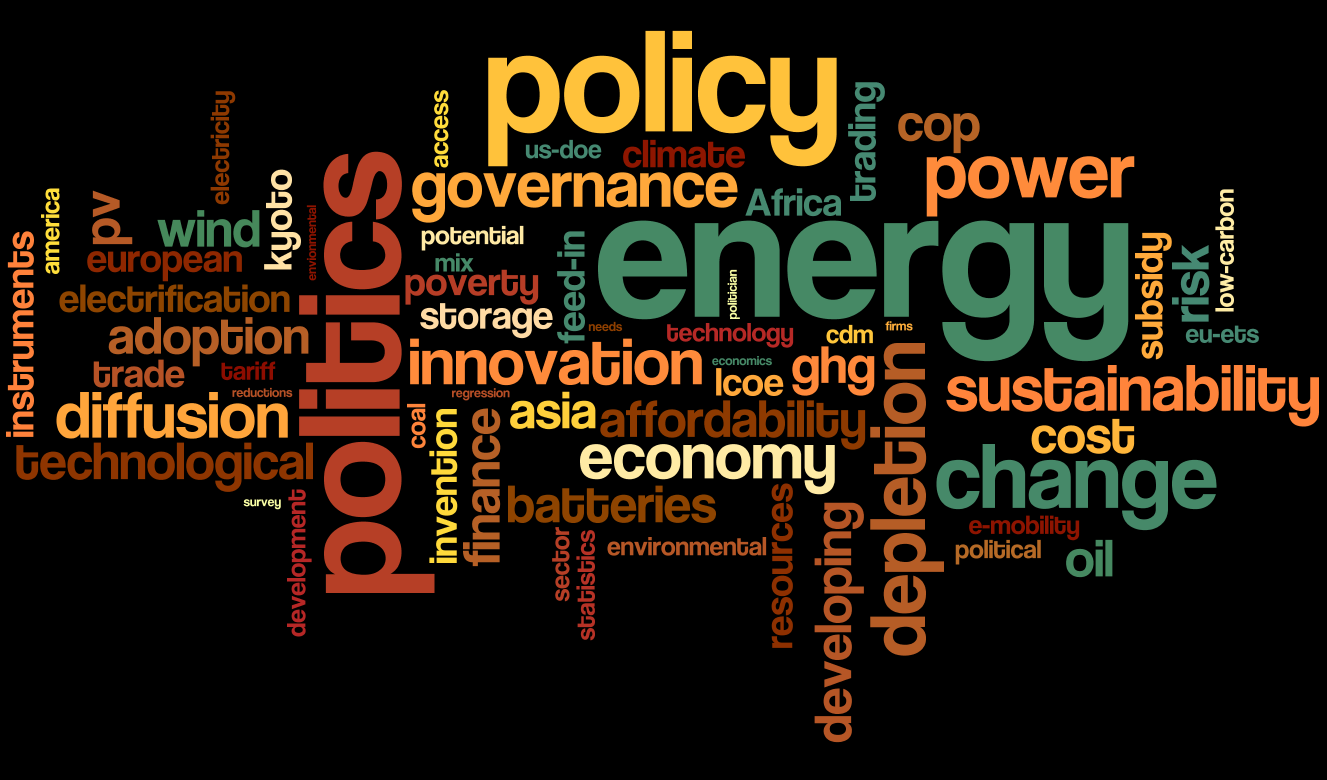 policy
electricity
access
trading
cop
us-doe
climate
power
politics
governance
america
pv
kyoto
Africa
low-carbon
wind
environmental
potential
energy
instruments
european
mix
feed-in
subsidy
risk
poverty
politician
electrification
storage
needs
technology
cdm
firms
eu-ets
adoption
innovation
economics
trade
tariff
lcoe
ghg
sustainability
reductions
regression
diffusion
coal
asia
affordability
depletion
invention
finance
cost
technological
economy
change
survey
batteries
development
resources
e-mobility
sector
statistics
environmental
developing
political
oil